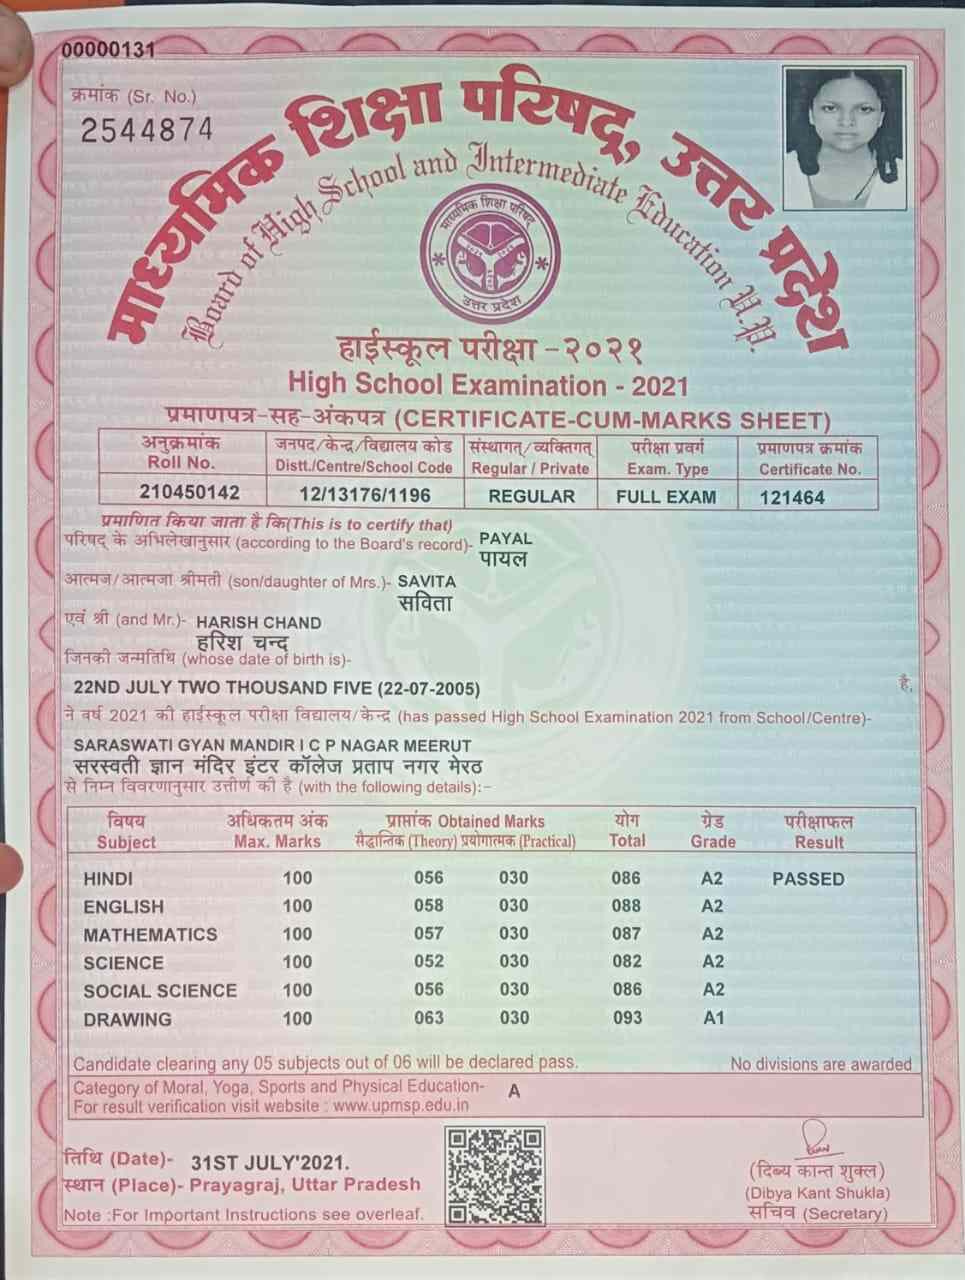 00000131
क्रमांक (Sr. No.)
2544874
माध्यमिक शिक्षा परिषद्, उत्तर प्रदेश
Board of High School and Intermediate Education U.P.
माध्यमिक शिक्षा परिषद्
उत्तर प्रदेश
हाईस्कूल परीक्षा -२०२१
High School Examination - 2021
प्रमाणपत्र-सह-अंकपत्र (CERTIFICATE-CUM-MARKS SHEET)
अनुक्रमांक जनपद/केन्द्र/विद्यालय कोड संस्थागत्/व्यक्तिगत् परीक्षा प्रवर्ग प्रमाणपत्र क्रमांक
Roll No. Distt./Centre/School Code Regular / Private Exam. Type Certificate No.
210450142 12/13176/1196 REGULAR FULL EXAM 121464
प्रमाणित किया जाता है कि(This is to certify that)
परिषद् के अभिलेखानुसार (according to the Board's record)- PAYAL
पायल
आत्मज/आत्मजा श्रीमती (son/daughter of Mrs.)- SAVITA
सविता
एवं श्री (and Mr.)- HARISH CHAND
हरिश चन्द
जिनकी जन्मतिथि (whose date of birth is)-
22ND JULY TWO THOUSAND FIVE (22-07-2005) है,
ने वर्ष 2021 की हाईस्कूल परीक्षा विद्यालय/केन्द्र (has passed High School Examination 2021 from School/Centre)-
SARASWATI GYAN MANDIR I C P NAGAR MEERUT
सरस्वती ज्ञान मंदिर इंटर कॉलेज प्रताप नगर मेरठ
से निम्न विवरणानुसार उत्तीर्ण की है (with the following details):-
विषय अधिकतम अंक प्राप्तांक Obtained Marks योग ग्रेड परीक्षाफल
Subject Max. Marks सैद्धान्तिक (Theory) प्रयोगात्मक (Practical) Total Grade Result
HINDI 100 056 030 086 A2 PASSED
ENGLISH 100 058 030 088 A2
MATHEMATICS 100 057 030 087 A2
SCIENCE 100 052 030 082 A2
SOCIAL SCIENCE 100 056 030 086 A2
DRAWING 100 063 030 093 A1
Candidate clearing any 05 subjects out of 06 will be declared pass. No divisions are awarded
Category of Moral, Yoga, Sports and Physical Education- A
For result verification visit website : www.upmsp.edu.in
तिथि (Date)- 31ST JULY'2021.
स्थान (Place)- Prayagraj, Uttar Pradesh
Note :For Important Instructions see overleaf.
(दिब्य कान्त शुक्ल)
(Dibya Kant Shukla)
सचिव (Secretary)